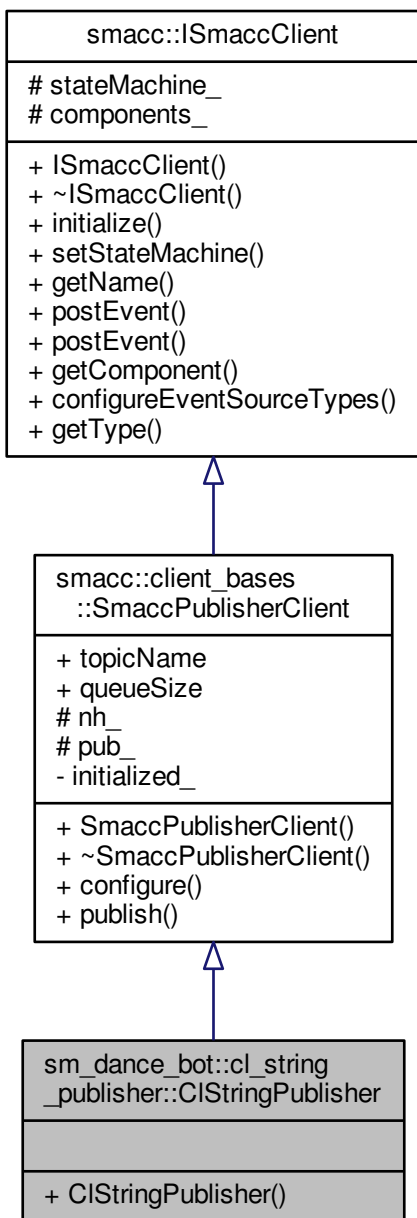 smacc::ISmaccClient
# stateMachine_
# components_
+ ISmaccClient()
+ ~ISmaccClient()
+ initialize()
+ setStateMachine()
+ getName()
+ postEvent()
+ postEvent()
+ getComponent()
+ configureEventSourceTypes()
+ getType()
smacc::client_bases
::SmaccPublisherClient
+ topicName
+ queueSize
# nh_
# pub_
- initialized_
+ SmaccPublisherClient()
+ ~SmaccPublisherClient()
+ configure()
+ publish()
sm_dance_bot::cl_string
_publisher::ClStringPublisher
+ ClStringPublisher()